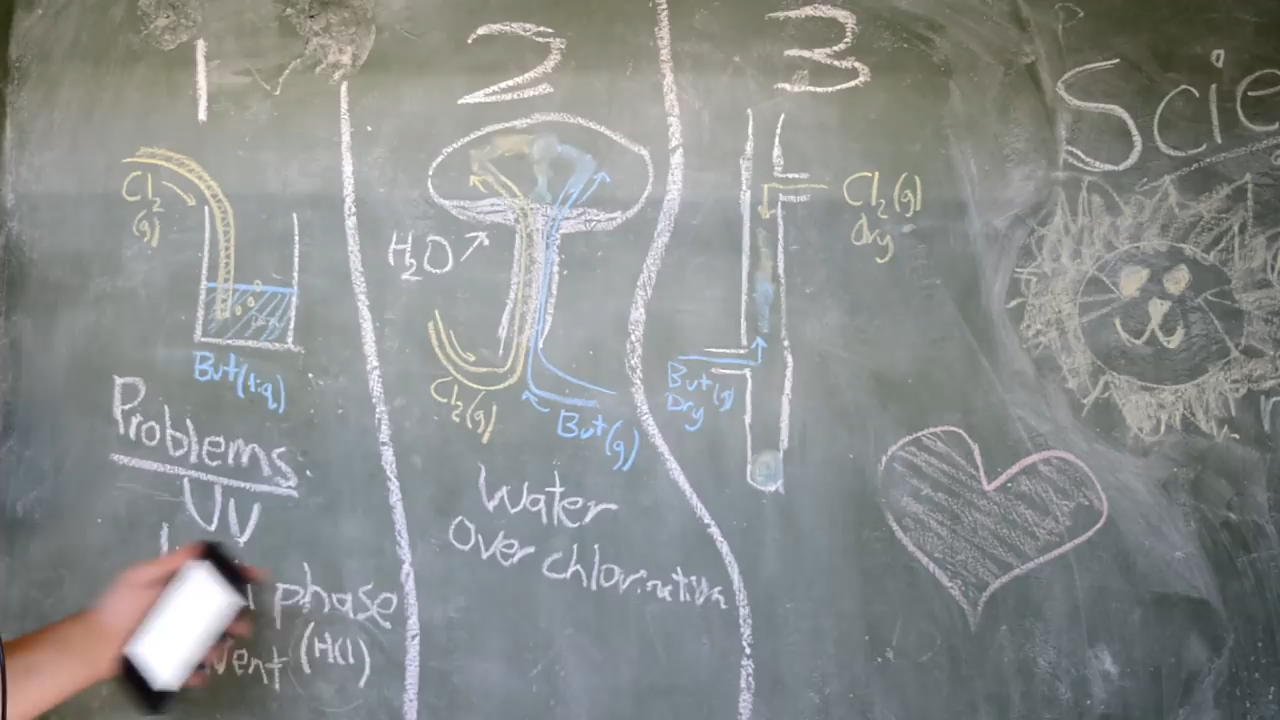 1
Cl₂
(g)
But(liq)
Problems
UV
phase
(HCl)
2
H₂O
Cl₂(g)
But(g)
Water
Over chlorination
3
Cl₂(g)
dry
But(g)
Dry
Scie